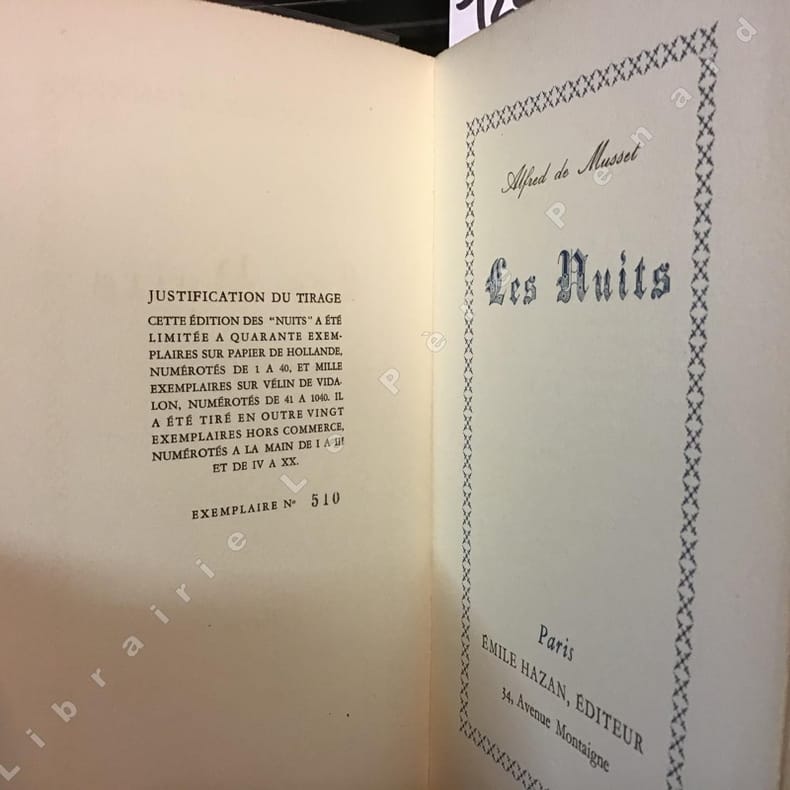 JUSTIFICATION DU TIRAGE
CETTE ÉDITION DES "NUITS" A ÉTÉ
LIMITÉE A QUARANTE EXEM-
PLAIRES SUR PAPIER DE HOLLANDE,
NUMÉROTÉS DE 1 A 40, ET MILLE
EXEMPLAIRES SUR VÉLIN DE VIDA-
LON, NUMÉROTÉS DE 41 A 1040. IL
A ÉTÉ TIRÉ EN OUTRE VINGT
EXEMPLAIRES HORS COMMERCE,
NUMÉROTÉS A LA MAIN DE I A III
ET DE IV A XX.
EXEMPLAIRE Nº 510
Alfred de Musset
Les Nuits
Paris
ÉMILE HAZAN, ÉDITEUR
34, Avenue Montaigne
Librairie Le Père Pénard